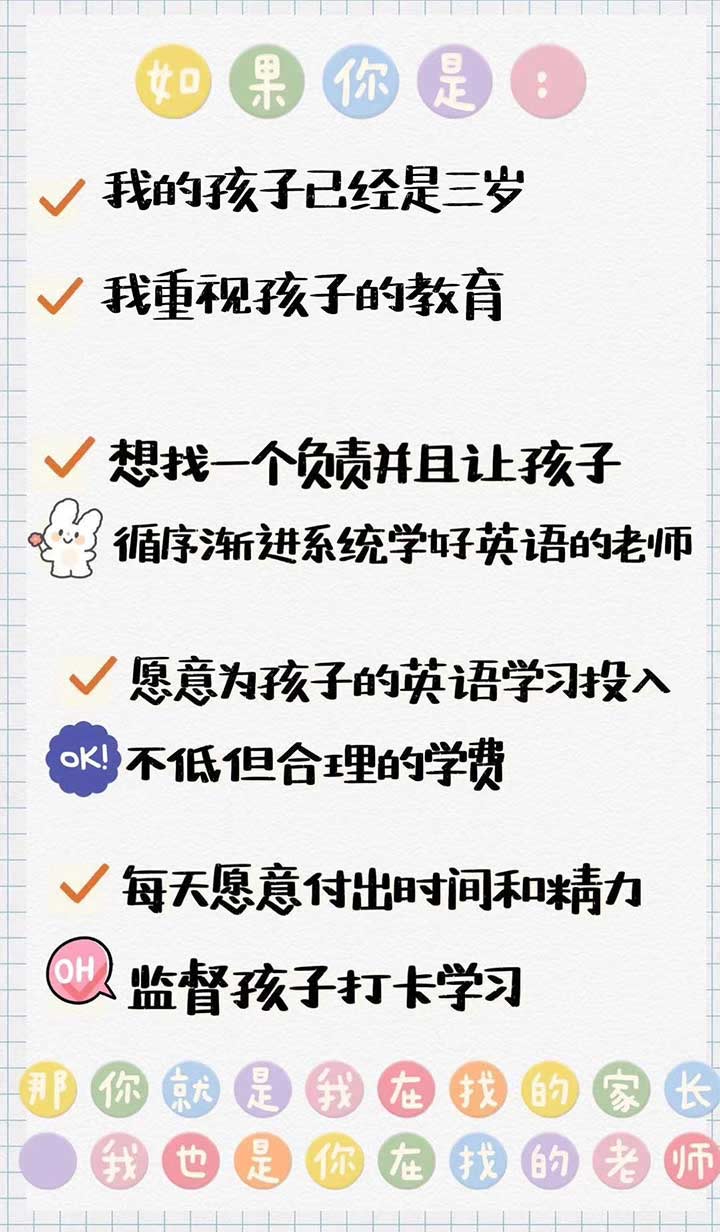 如果你是：
我的孩子已经是三岁
我重视孩子的教育
想找一个负责并且让孩子
循序渐进系统学好英语的老师
愿意为孩子的英语学习投入
OK!
不低但合理的学费
每天愿意付出时间和精力
OH
监督孩子打卡学习
那你就是我在找的家长
我也是你在找的老师